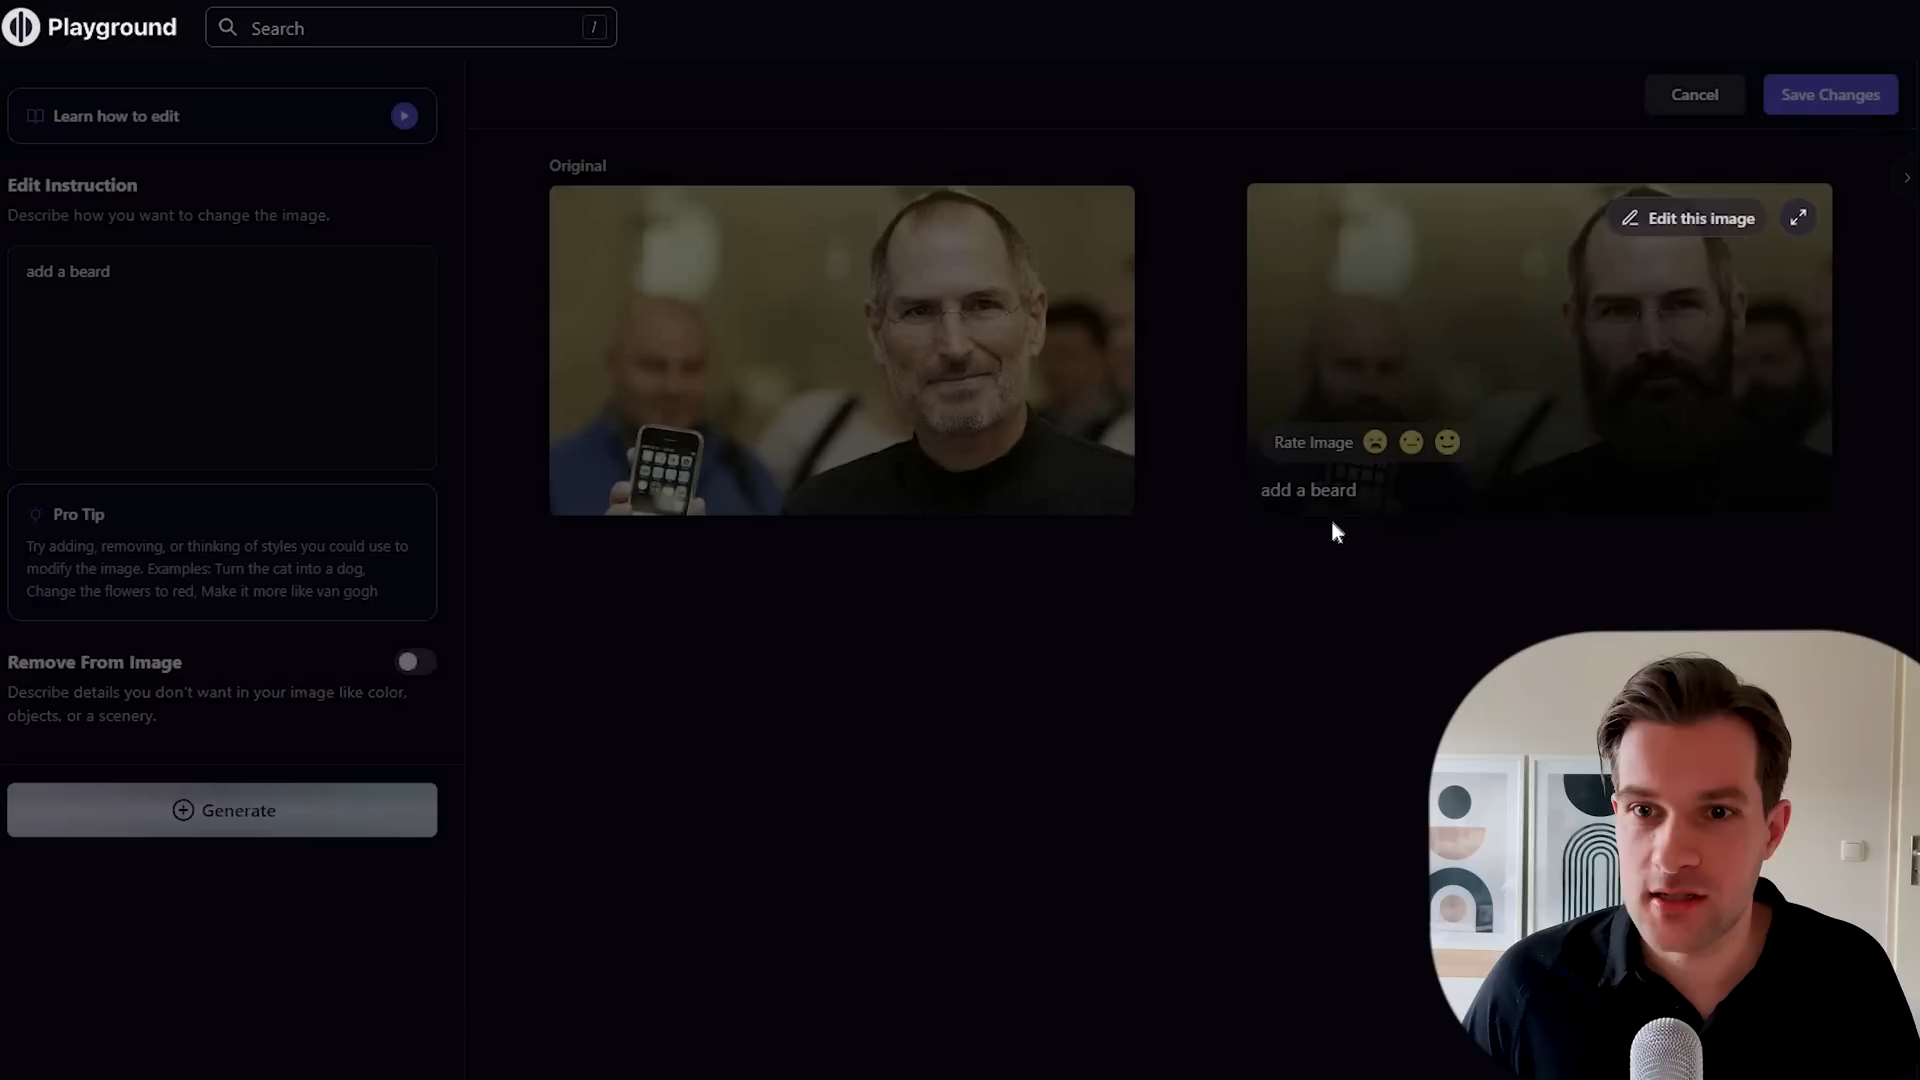 Playground
Search
/
Learn how to edit
Cancel
Save Changes
Edit Instruction
Describe how you want to change the image.
add a beard
Pro Tip
Try adding, removing, or thinking of styles you could use to
modify the image. Examples: Turn the cat into a dog,
Change the flowers to red, Make it more like van gogh
Remove From Image
Describe details you don't want in your image like color,
objects, or a scenery.
Generate
Original
Edit this image
Rate Image
add a beard